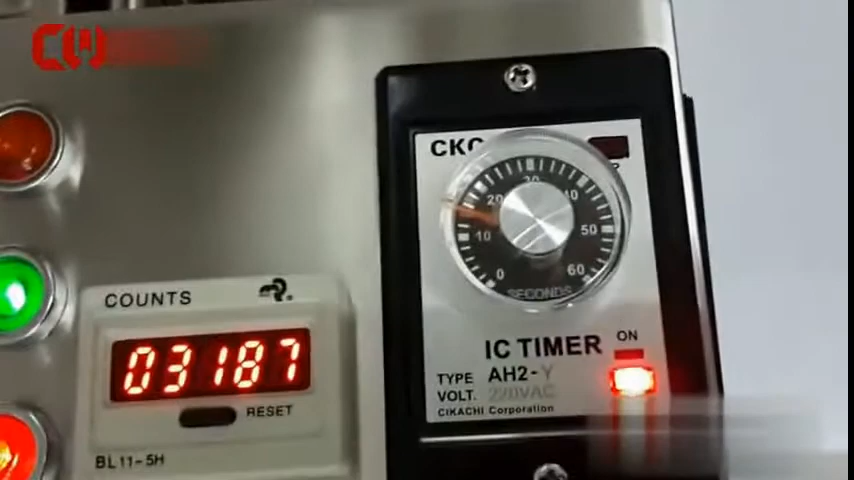 CW
CKC
30
20
40
10
50
0
60
SECONDS
COUNTS
03187
RESET
BL11-5H
IC TIMER
ON
TYPE AH2-Y
VOLT. 220VAC
CIKACHI Corporation